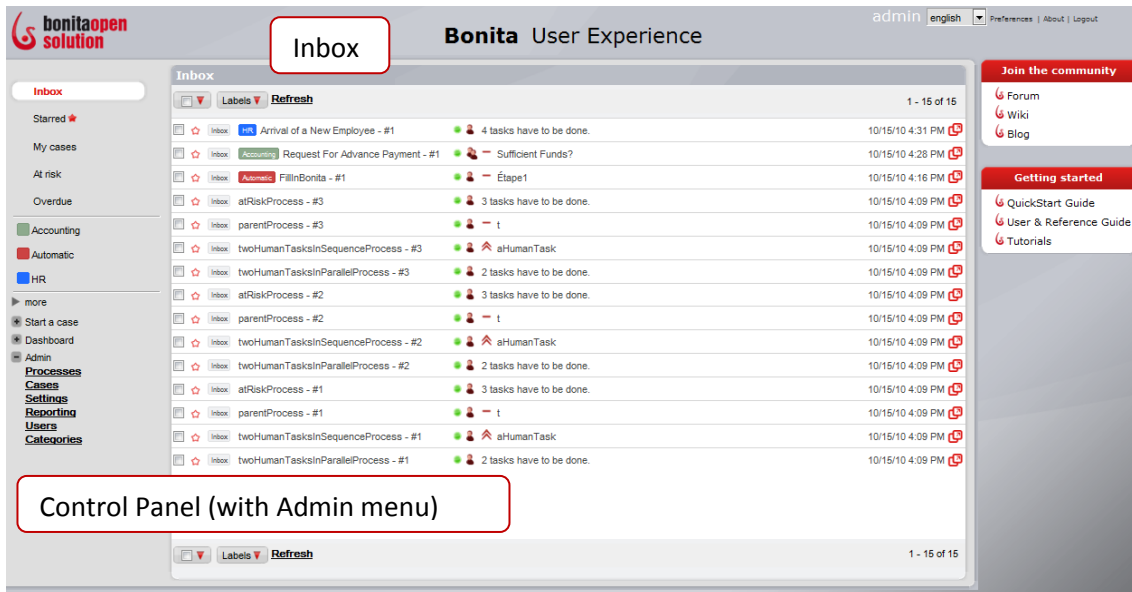 bonitaopen
solution
Inbox
Bonita User Experience
admin english Preferences | About | Logout
Inbox
Starred
My cases
At risk
Overdue
Accounting
Automatic
HR
more
Start a case
Dashboard
Admin
Processes
Cases
Settings
Reporting
Users
Categories
Inbox
Labels Refresh 1 - 15 of 15
Inbox HR Arrival of a New Employee - #1 4 tasks have to be done. 10/15/10 4:31 PM
Inbox Accounting Request For Advance Payment - #1 Sufficient Funds? 10/15/10 4:28 PM
Inbox Automatic FillInBonita - #1 Étape1 10/15/10 4:16 PM
Inbox atRiskProcess - #3 3 tasks have to be done. 10/15/10 4:09 PM
Inbox parentProcess - #3 t 10/15/10 4:09 PM
Inbox twoHumanTasksInSequenceProcess - #3 aHumanTask 10/15/10 4:09 PM
Inbox twoHumanTasksInParallelProcess - #3 2 tasks have to be done. 10/15/10 4:09 PM
Inbox atRiskProcess - #2 3 tasks have to be done. 10/15/10 4:09 PM
Inbox parentProcess - #2 t 10/15/10 4:09 PM
Inbox twoHumanTasksInSequenceProcess - #2 aHumanTask 10/15/10 4:09 PM
Inbox twoHumanTasksInParallelProcess - #2 2 tasks have to be done. 10/15/10 4:09 PM
Inbox atRiskProcess - #1 3 tasks have to be done. 10/15/10 4:09 PM
Inbox parentProcess - #1 t 10/15/10 4:09 PM
Inbox twoHumanTasksInSequenceProcess - #1 aHumanTask 10/15/10 4:09 PM
Inbox twoHumanTasksInParallelProcess - #1 2 tasks have to be done. 10/15/10 4:09 PM
Control Panel (with Admin menu)
Labels Refresh 1 - 15 of 15
Join the community
Forum
Wiki
Blog
Getting started
QuickStart Guide
User & Reference Guide
Tutorials